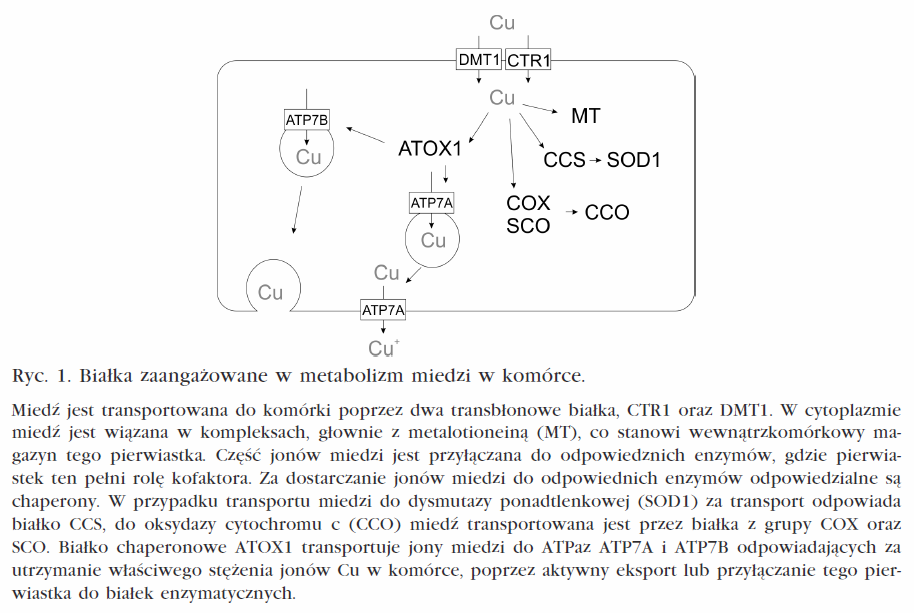 Cu
DMT1 CTR1
Cu
MT
ATP7B
Cu
ATOX1
CCS SOD1
ATP7A
COX
SCO
CCO
Cu
Cu
Cu
ATP7A
Cu+
Ryc. 1. Białka zaangażowane w metabolizm miedzi w komórce.
Miedź jest transportowana do komórki poprzez dwa transbłonowe białka, CTR1 oraz DMT1. W cytoplazmie
miedź jest wiązana w kompleksach, głownie z metalotioneiną (MT), co stanowi wewnątrzkomórkowy ma-
gazyn tego pierwiastka. Część jonów miedzi jest przyłączana do odpowiedznich enzymów, gdzie pierwia-
stek ten pełni rolę kofaktora. Za dostarczanie jonów miedzi do odpowiednich enzymów odpowiedzialne są
chaperony. W przypadku transportu miedzi do dysmutazy ponadtlenkowej (SOD1) za transport odpowiada
białko CCS, do oksydazy cytochromu c (CCO) miedź transportowana jest przez białka z grupy COX oraz
SCO. Białko chaperonowe ATOX1 transportuje jony miedzi do ATPaz ATP7A i ATP7B odpowiadających za
utrzymanie właściwego stężenia jonów Cu w komórce, poprzez aktywny eksport lub przyłączanie tego pier-
wiastka do białek enzymatycznych.